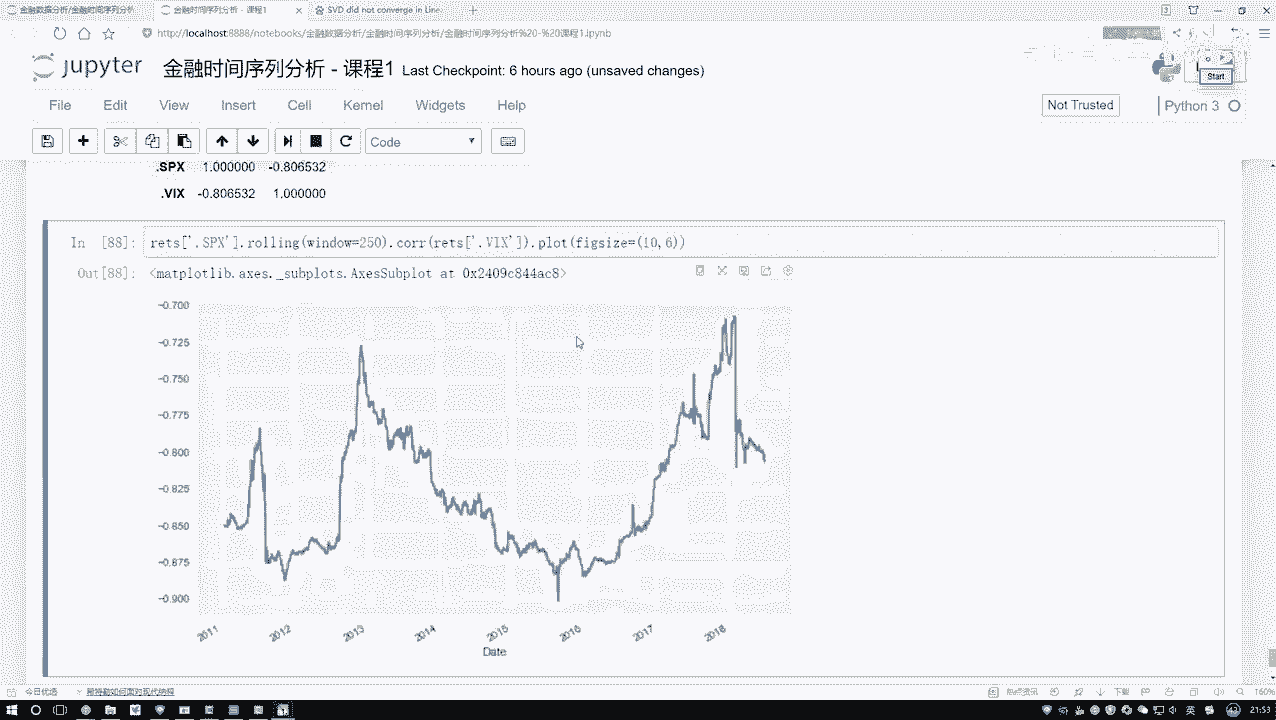 金融数据分析/金融时间序列分析
金融时间序列分析 - 课程1
SVD did not converge in Line
http://localhost:8888/notebooks/金融数据分析/金融时间序列分析/金融时间序列分析%20-%20课程1.ipynb
jupyter 金融时间序列分析 - 课程1 Last Checkpoint: 6 hours ago (unsaved changes)
Start
File Edit View Insert Cell Kernel Widgets Help
Not Trusted
Python 3
Code
.SPX 1.000000 -0.806532
.VIX -0.806532 1.000000
In [88]: rets['.SPX'].rolling(window=250).corr(rets['.VIX']).plot(figsize=(10,6))
Out[88]: <matplotlib.axes._subplots.AxesSubplot at 0x2409c844ac8>
-0.700
-0.725
-0.750
-0.775
-0.800
-0.825
-0.850
-0.875
-0.900
2011 2012 2013 2014 2015 2016 2017 2018
Date
今日优选
热点资讯
下载
160%
英
21:53